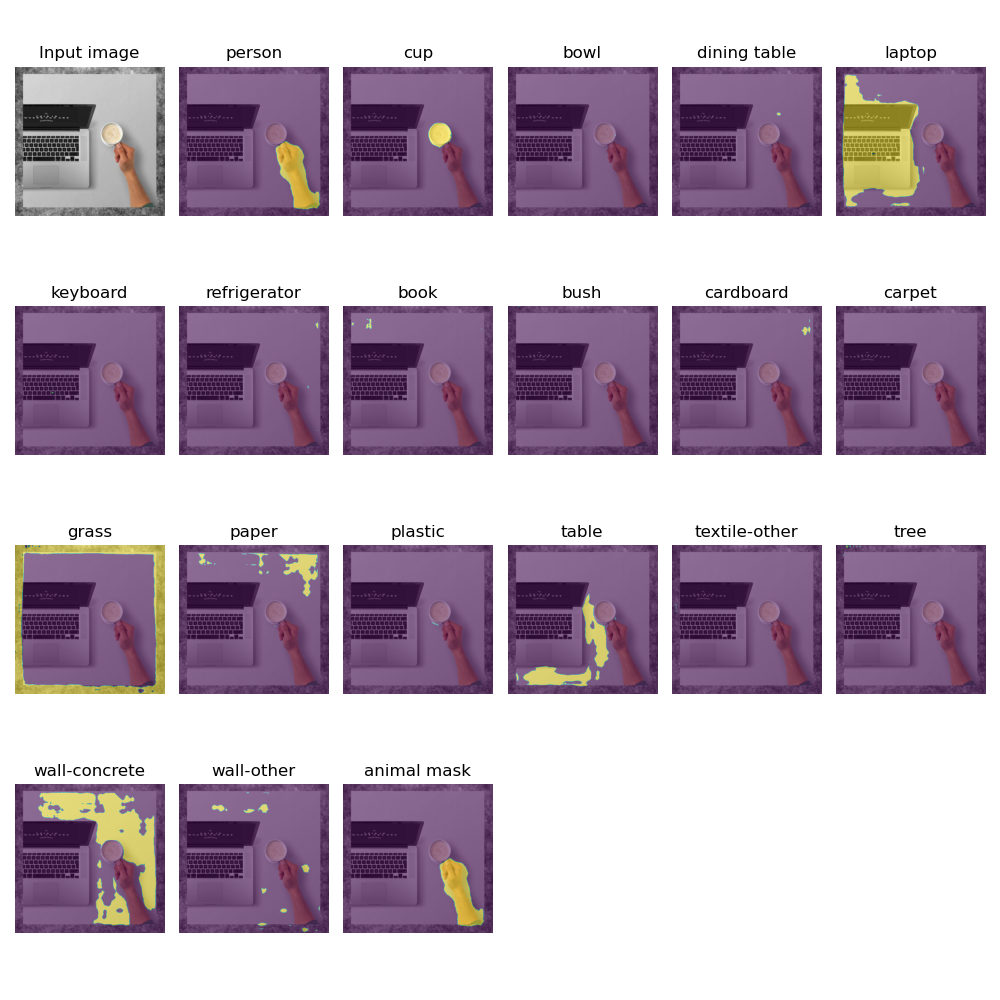 Input image
person
cup
bowl
dining table
laptop
keyboard
refrigerator
book
bush
cardboard
carpet
grass
paper
plastic
table
textile-other
tree
wall-concrete
wall-other
animal mask